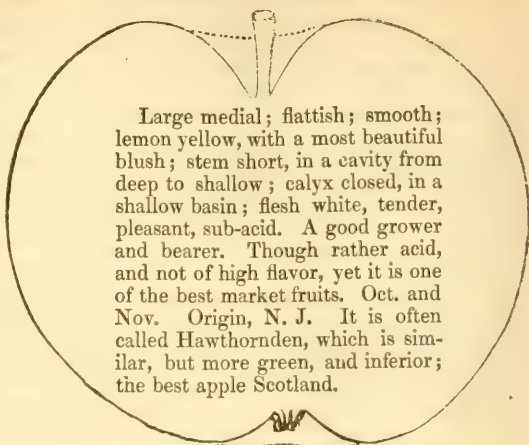 Large medial; flattish; smooth;
lemon yellow, with a most beautiful
blush; stem short, in a cavity from
deep to shallow; calyx closed, in a
shallow basin; flesh white, tender,
pleasant, sub-acid. A good grower
and bearer. Though rather acid,
and not of high flavor, yet it is one
of the best market fruits. Oct. and
Nov. Origin, N. J. It is often
called Hawthornden, which is sim-
ilar, but more green, and inferior;
the best apple Scotland.